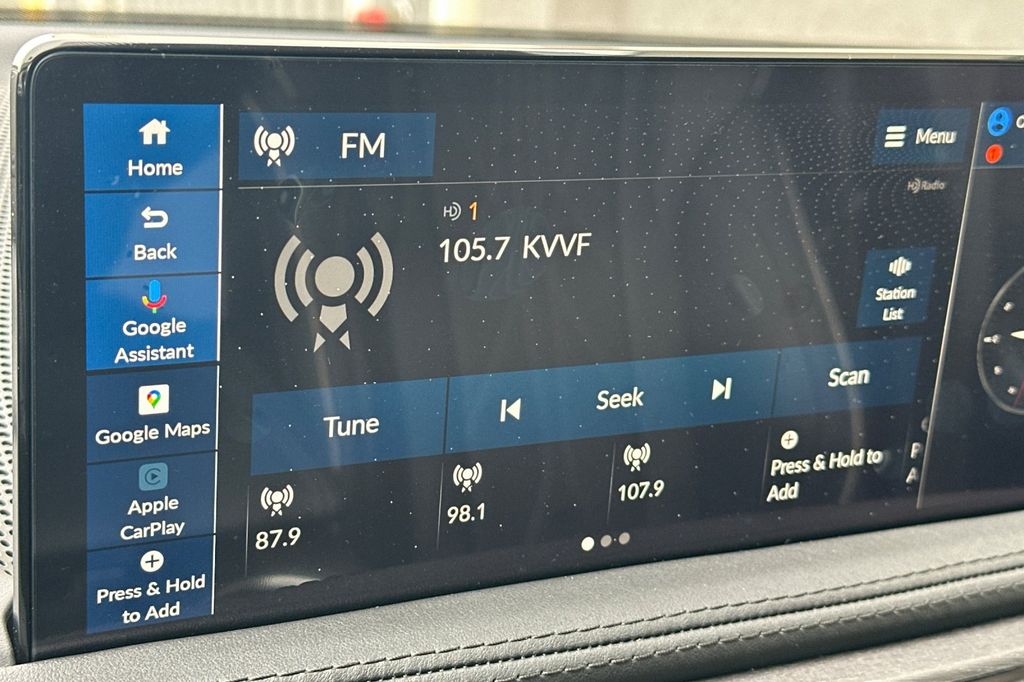 Home
FM
Menu
HD Radio
HD 1
105.7 KVVF
Back
Station
List
Google
Assistant
Tune
Seek
Scan
Google Maps
Press & Hold to
Add
87.9
98.1
107.9
Apple
CarPlay
Press & Hold
to Add